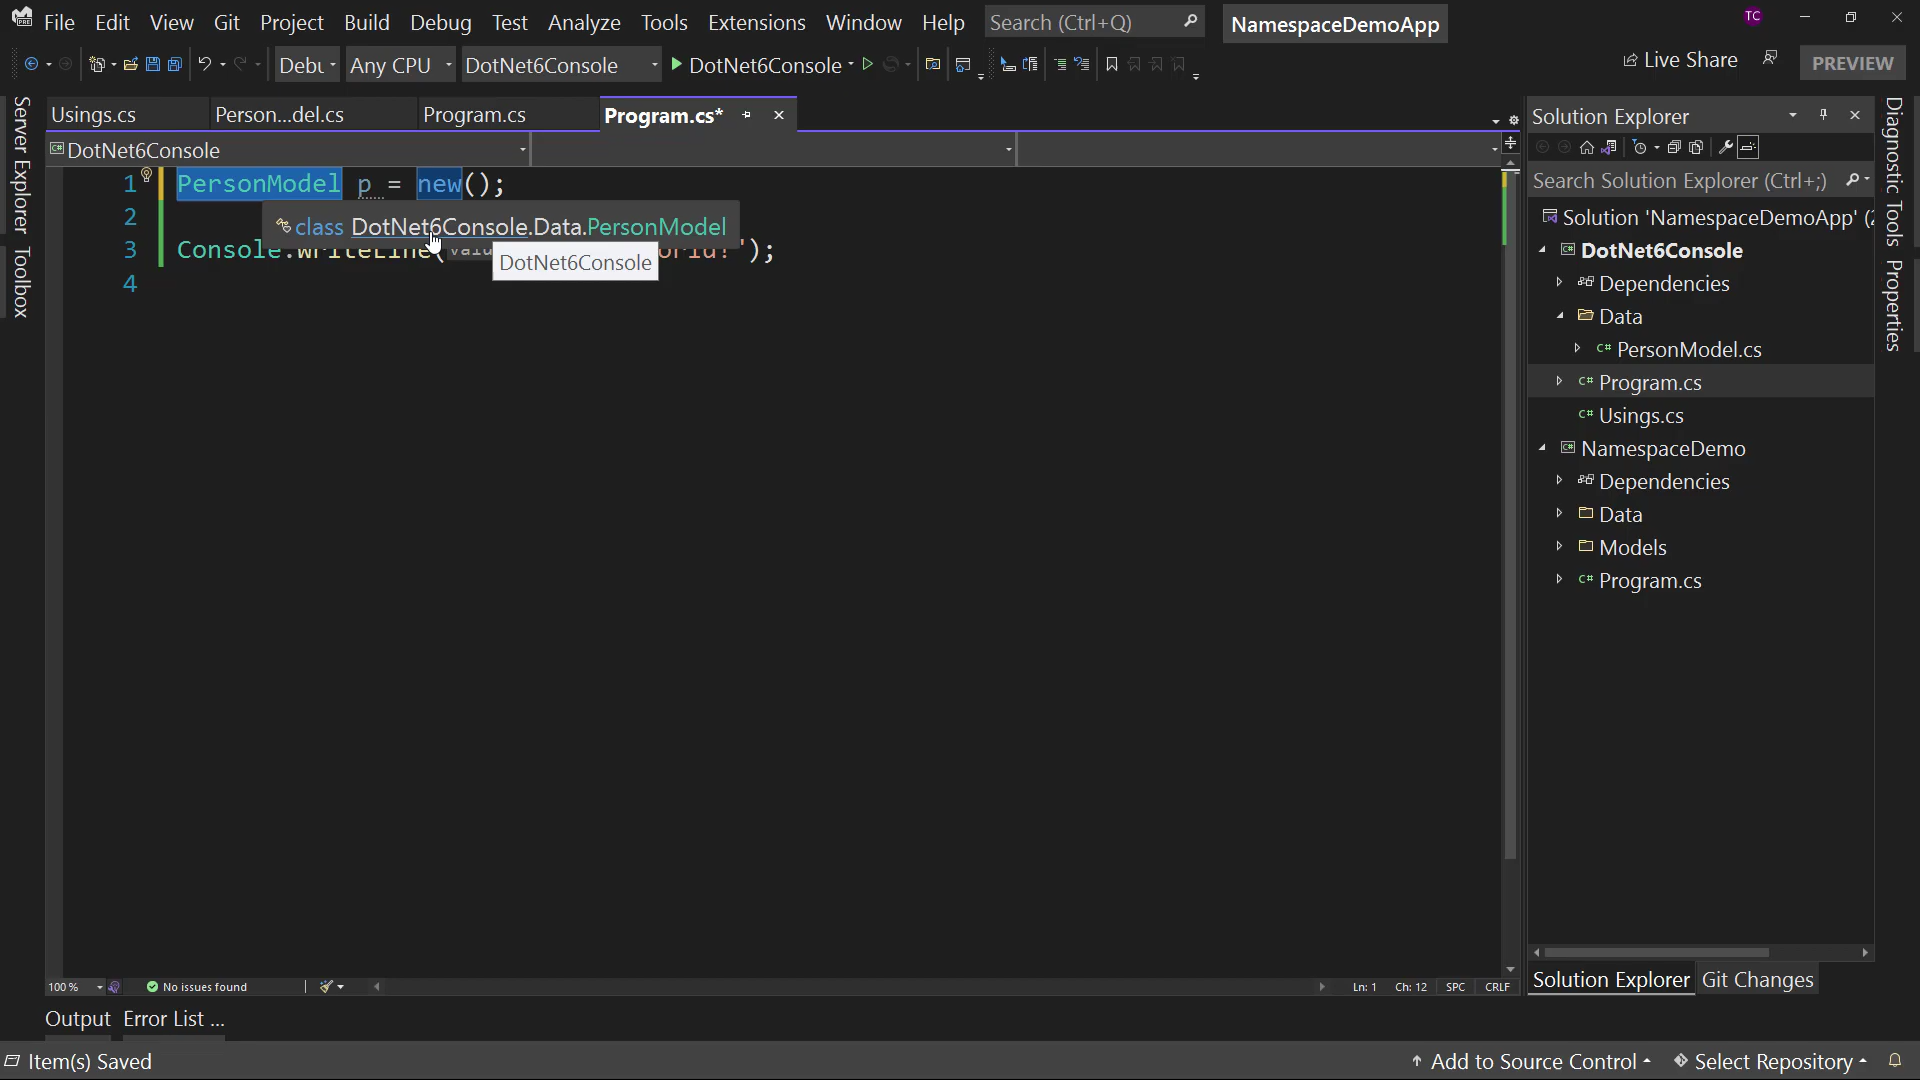 File Edit View Git Project Build Debug Test Analyze Tools Extensions Window Help Search (Ctrl+Q) NamespaceDemoApp TC
Debu Any CPU DotNet6Console DotNet6Console Live Share PREVIEW
Server Explorer Toolbox
Usings.cs Person...del.cs Program.cs Program.cs*
DotNet6Console
1 PersonModel p = new();
2
class DotNet6Console.Data.PersonModel
3 Console.WriteLine( ");
DotNet6Console
4
100 % No issues found Ln: 1 Ch: 12 SPC CRLF
Solution Explorer
Search Solution Explorer (Ctrl+;)
Solution 'NamespaceDemoApp' (
DotNet6Console
Dependencies
Data
C# PersonModel.cs
C# Program.cs
C# Usings.cs
NamespaceDemo
Dependencies
Data
Models
C# Program.cs
Solution Explorer Git Changes
Diagnostic Tools Properties
Output Error List ...
Item(s) Saved Add to Source Control Select Repository